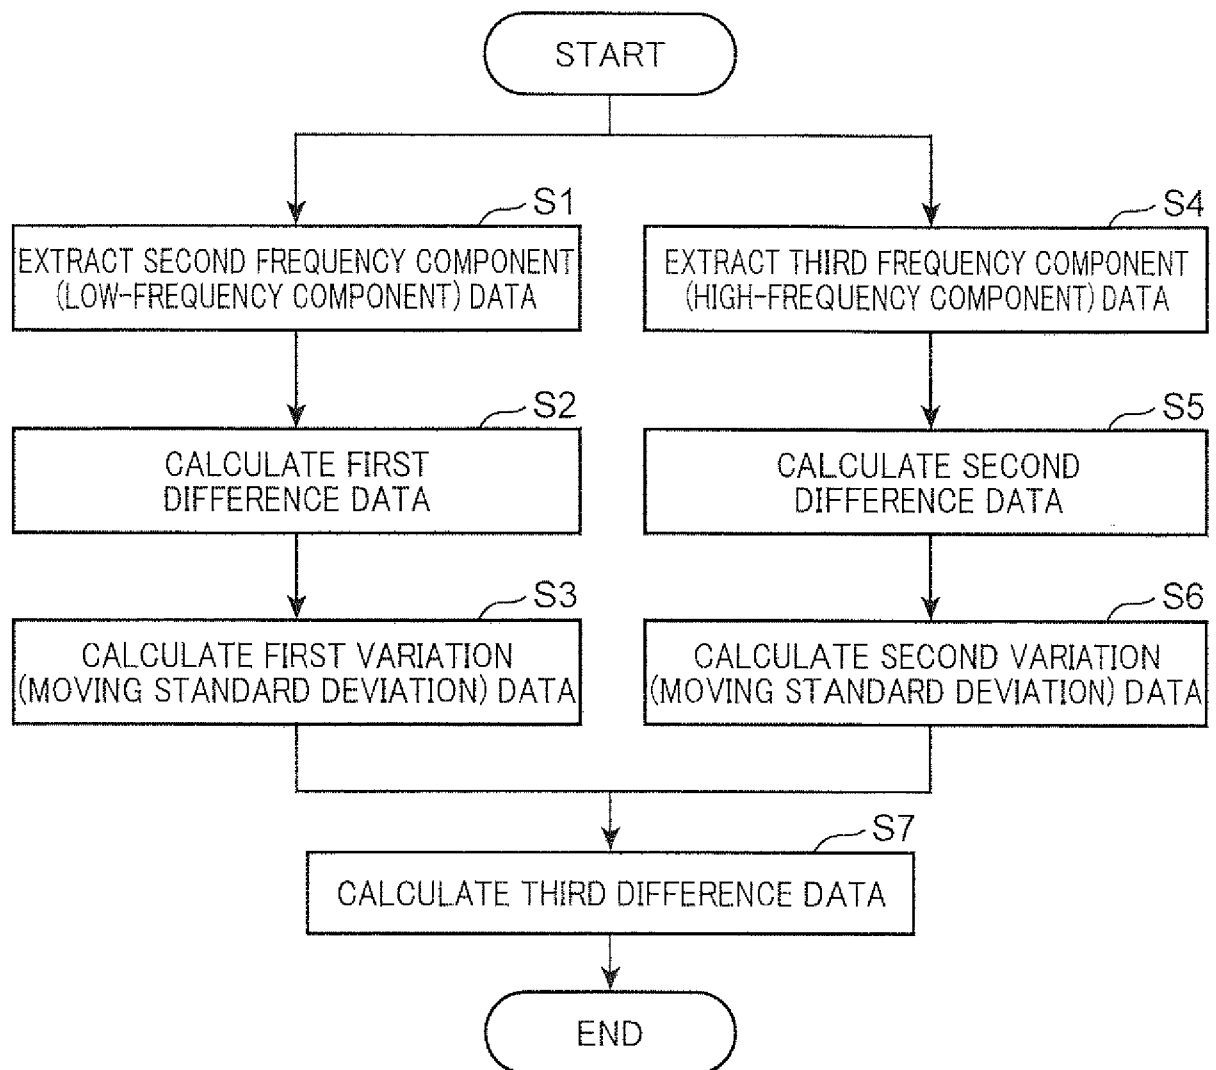 START
S1
EXTRACT SECOND FREQUENCY COMPONENT
(LOW-FREQUENCY COMPONENT) DATA
S2
CALCULATE FIRST
DIFFERENCE DATA
S3
CALCULATE FIRST VARIATION
(MOVING STANDARD DEVIATION) DATA
S4
EXTRACT THIRD FREQUENCY COMPONENT
(HIGH-FREQUENCY COMPONENT) DATA
S5
CALCULATE SECOND
DIFFERENCE DATA
S6
CALCULATE SECOND VARIATION
(MOVING STANDARD DEVIATION) DATA
S7
CALCULATE THIRD DIFFERENCE DATA
END